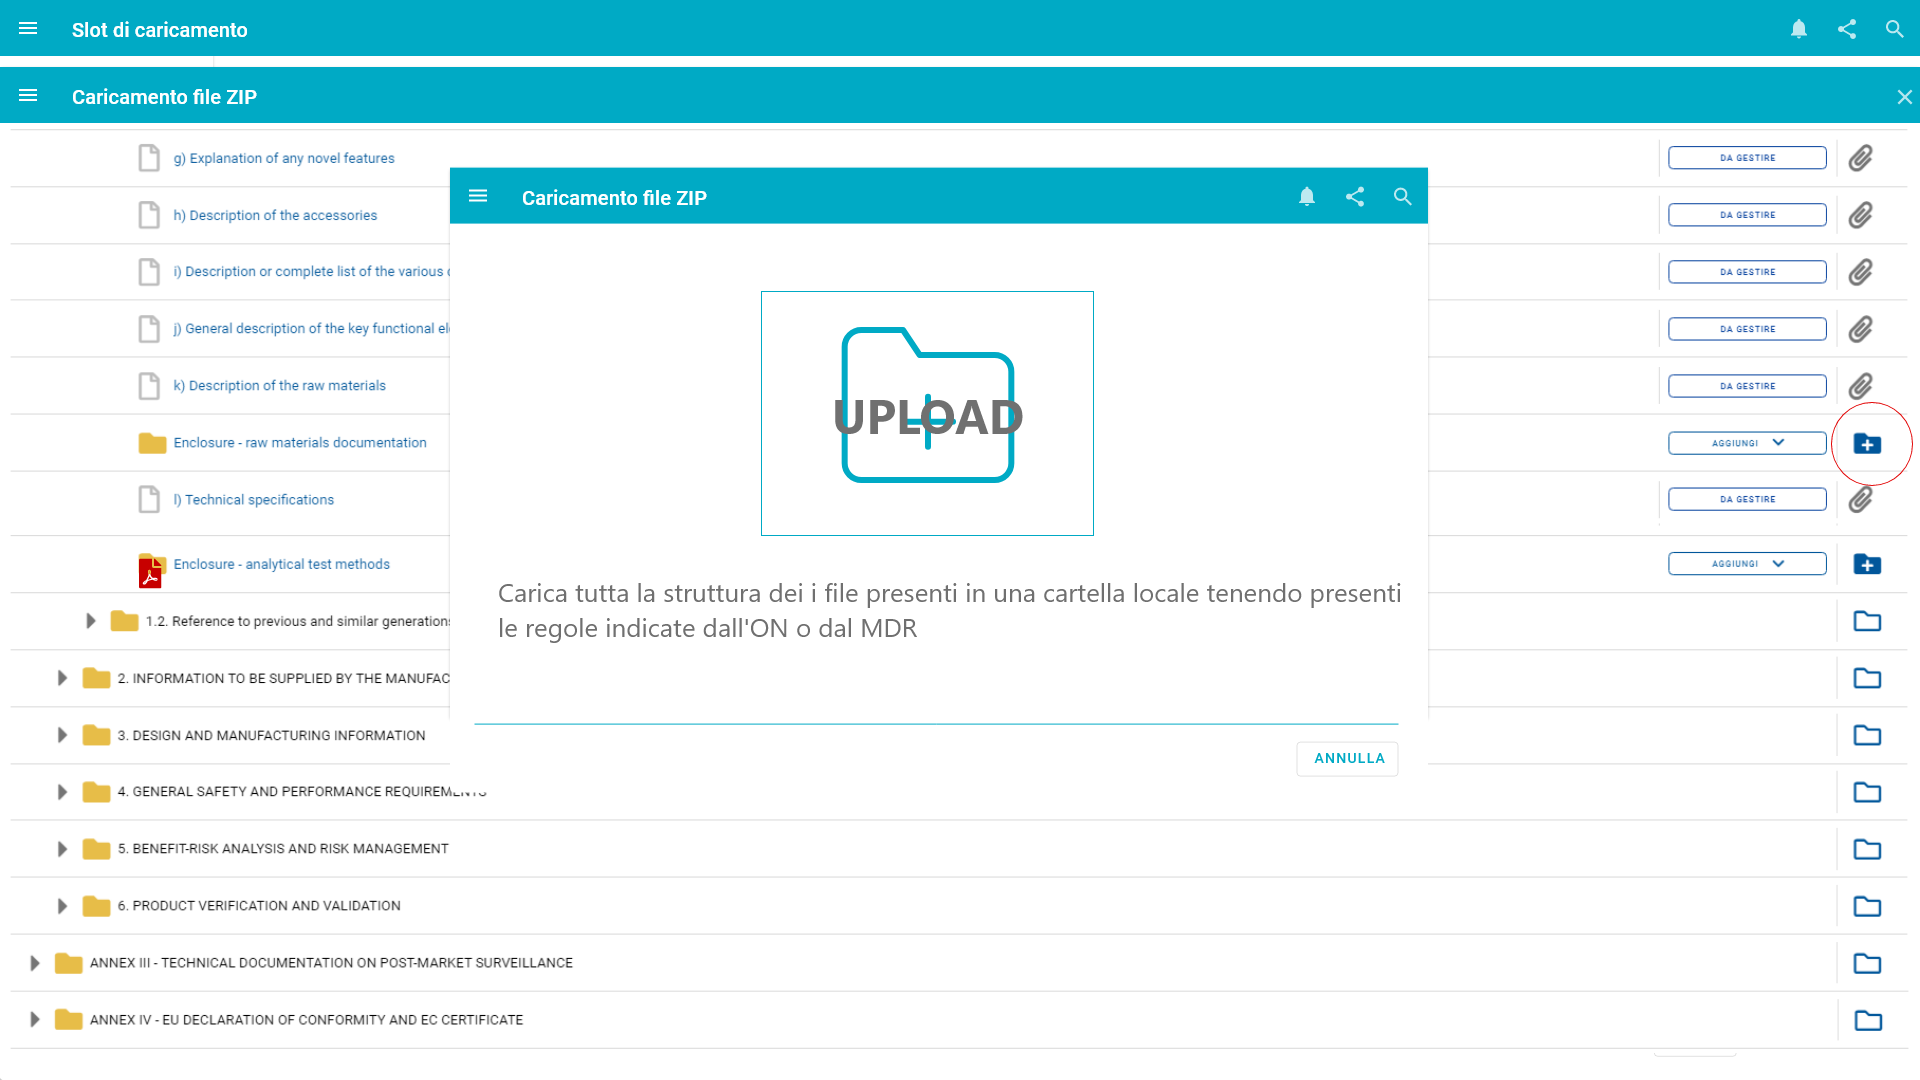 Slot di caricamento
Caricamento file ZIP
g) Explanation of any novel features
DA GESTIRE
h) Description of the accessories
DA GESTIRE
i) Description or complete list of the various
DA GESTIRE
j) General description of the key functional
DA GESTIRE
k) Description of the raw materials
DA GESTIRE
Enclosure - raw materials documentation
AGGIUNGI
l) Technical specifications
DA GESTIRE
Enclosure - analytical test methods
AGGIUNGI
1.2. Reference to previous and similar generations
2. INFORMATION TO BE SUPPLIED BY THE MANUFAC
3. DESIGN AND MANUFACTURING INFORMATION
4. GENERAL SAFETY AND PERFORMANCE REQUIREMENTS
5. BENEFIT-RISK ANALYSIS AND RISK MANAGEMENT
6. PRODUCT VERIFICATION AND VALIDATION
ANNEX III - TECHNICAL DOCUMENTATION ON POST-MARKET SURVEILLANCE
ANNEX IV - EU DECLARATION OF CONFORMITY AND EC CERTIFICATE
Caricamento file ZIP
UPLOAD
Carica tutta la struttura dei i file presenti in una cartella locale tenendo presenti
le regole indicate dall'ON o dal MDR
ANNULLA